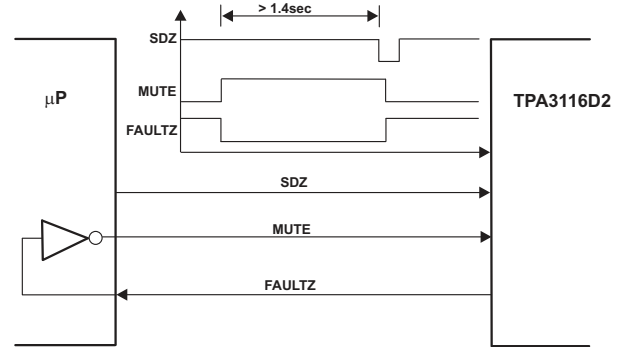 > 1.4sec
SDZ
MUTE
FAULTZ
μP
TPA3116D2
SDZ
MUTE
FAULTZ